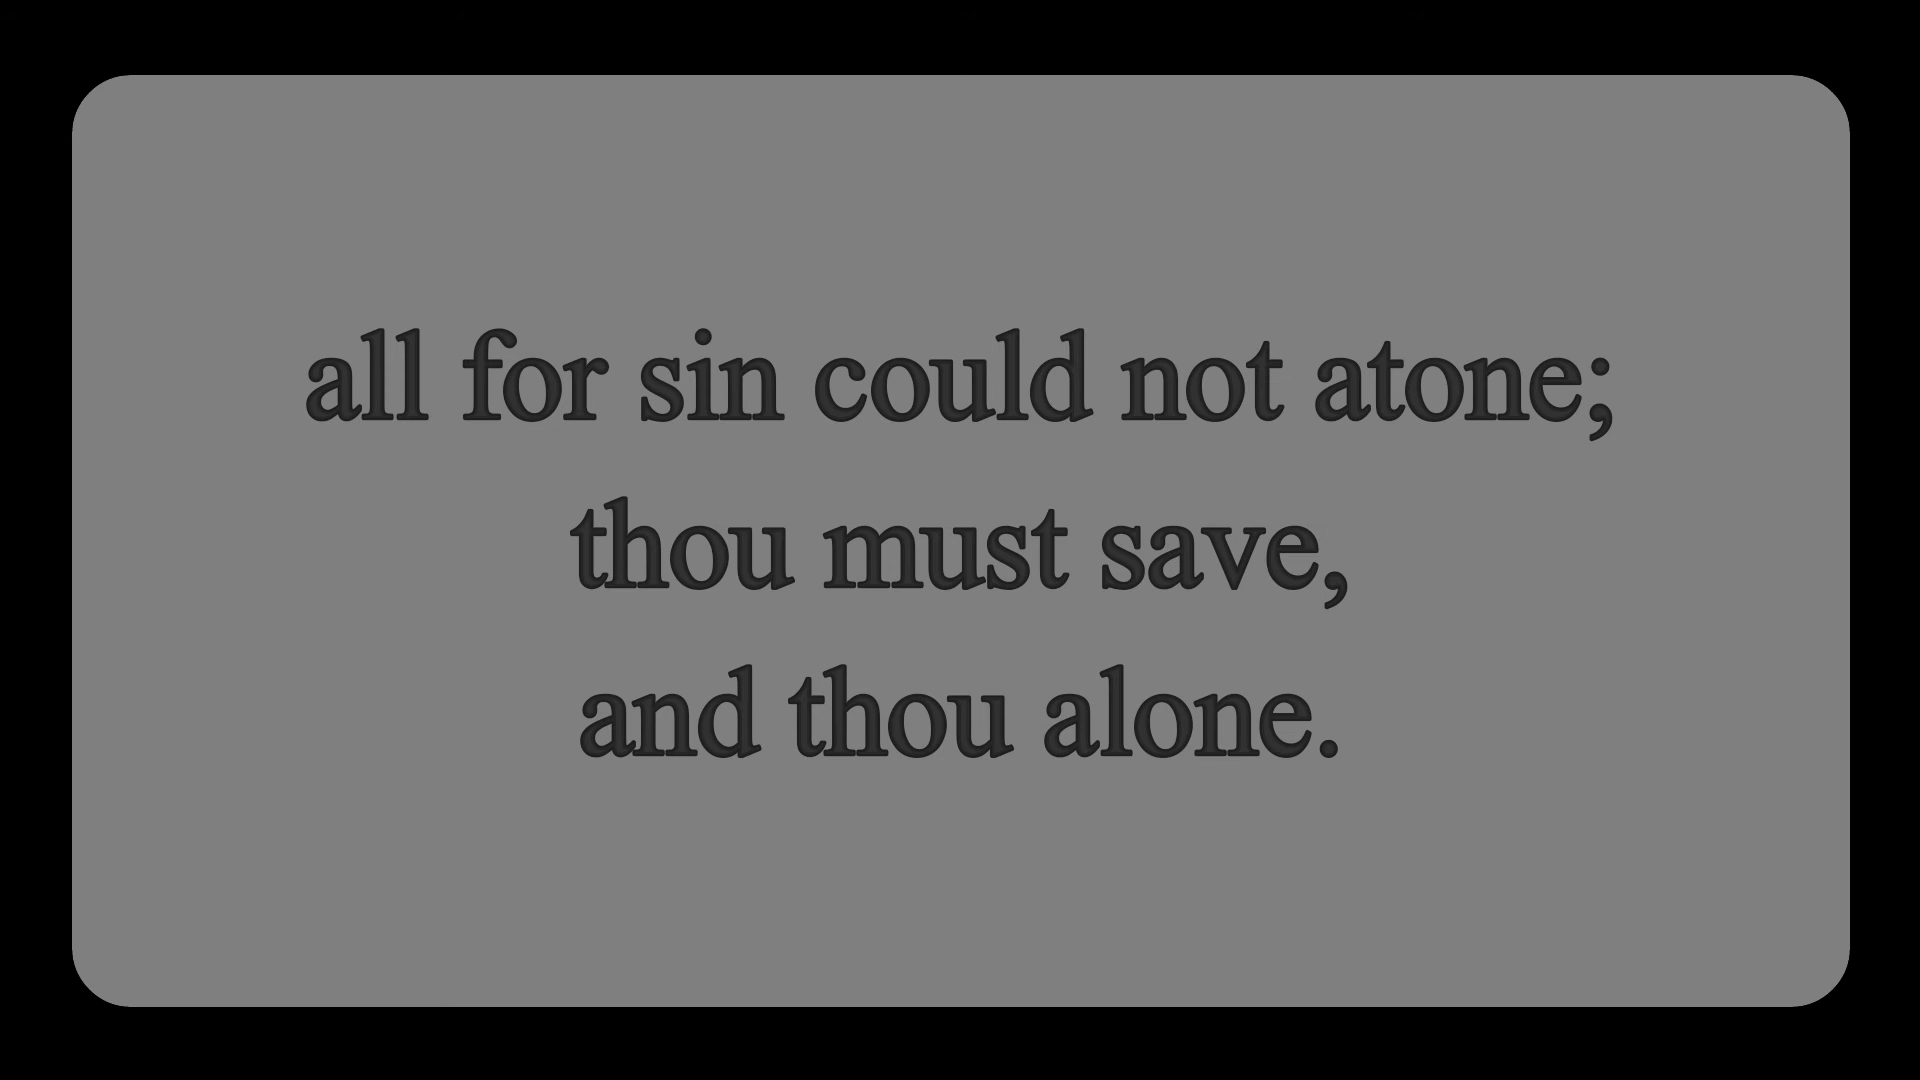 all for sin could not atone;
thou must save,
and thou alone.